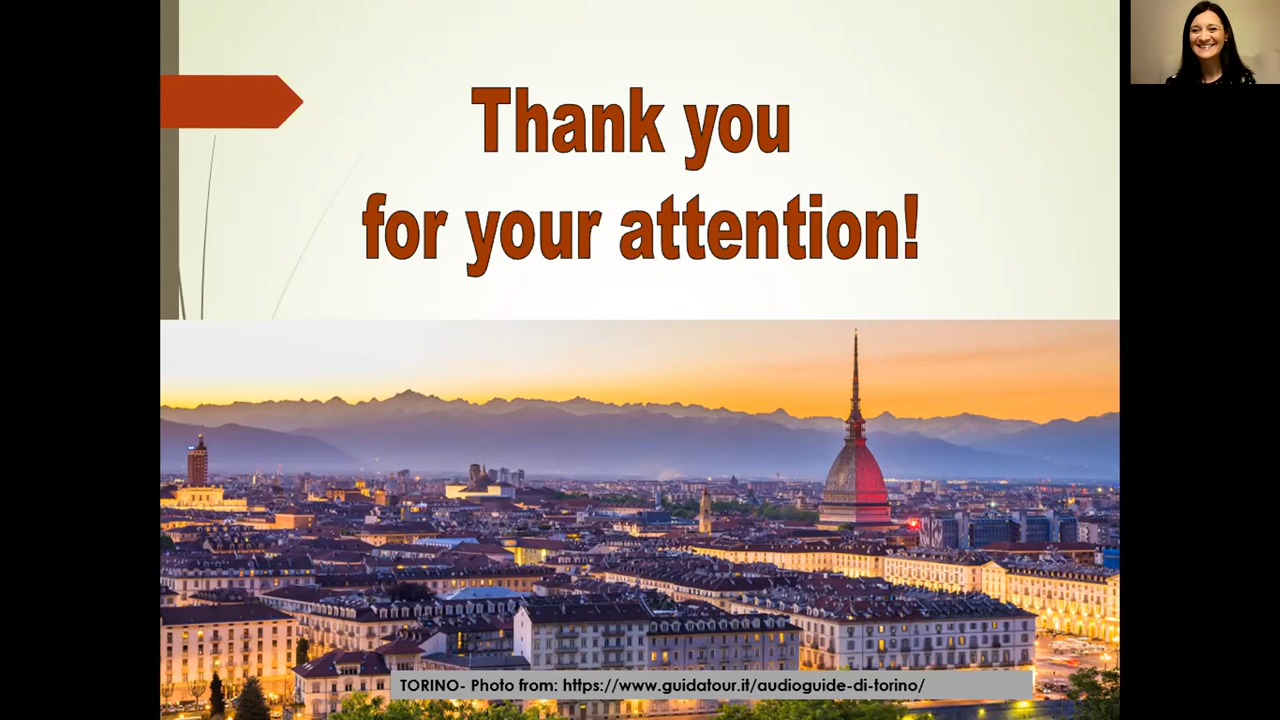 Thank you
for your attention!
TORINO- Photo from: https://www.guidatour.it/audioguide-di-torino/